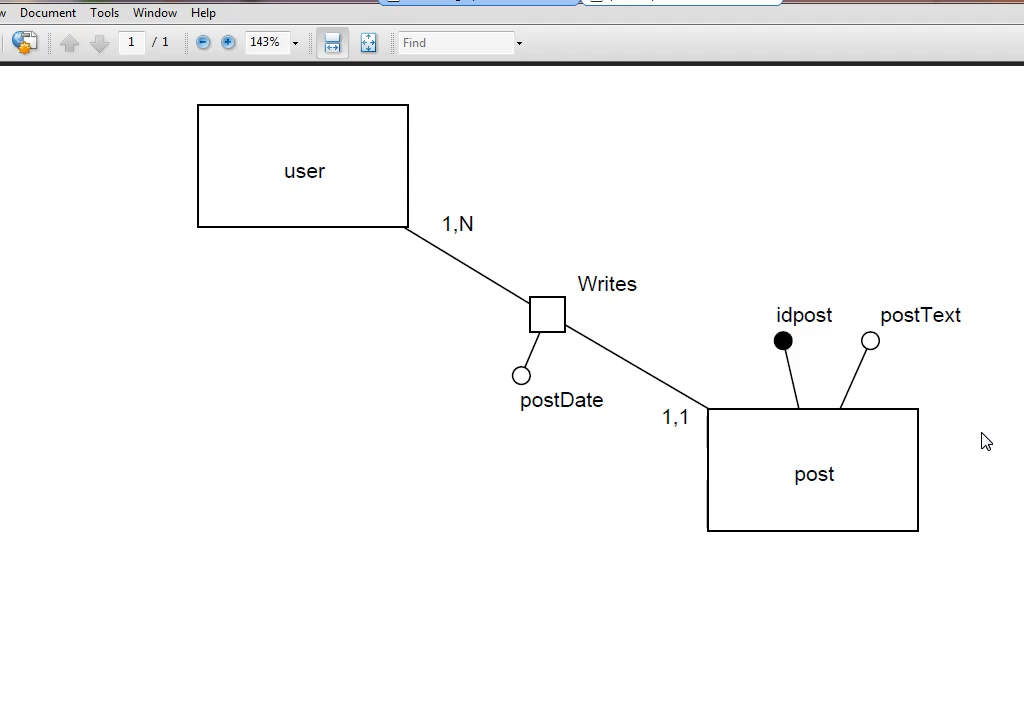 Document Tools Window Help
1 / 1 143% Find
user
1,N
Writes
idpost postText
postDate
1,1
post